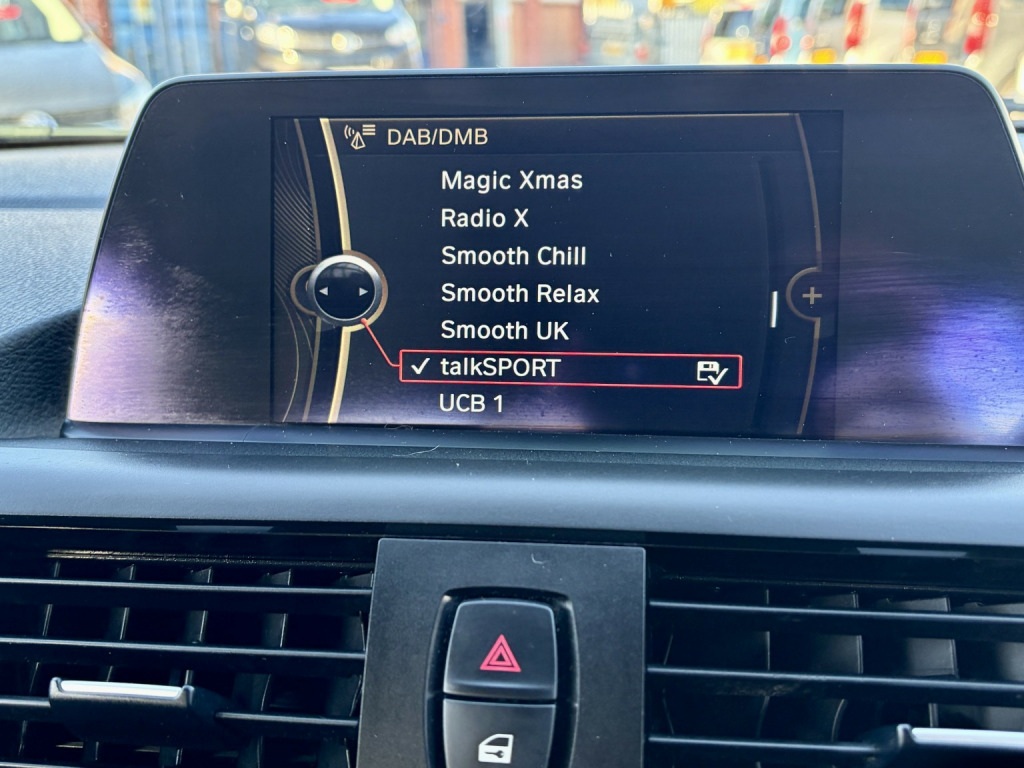 DAB/DMB
Magic Xmas
Radio X
Smooth Chill
Smooth Relax
Smooth UK
talkSPORT
UCB 1